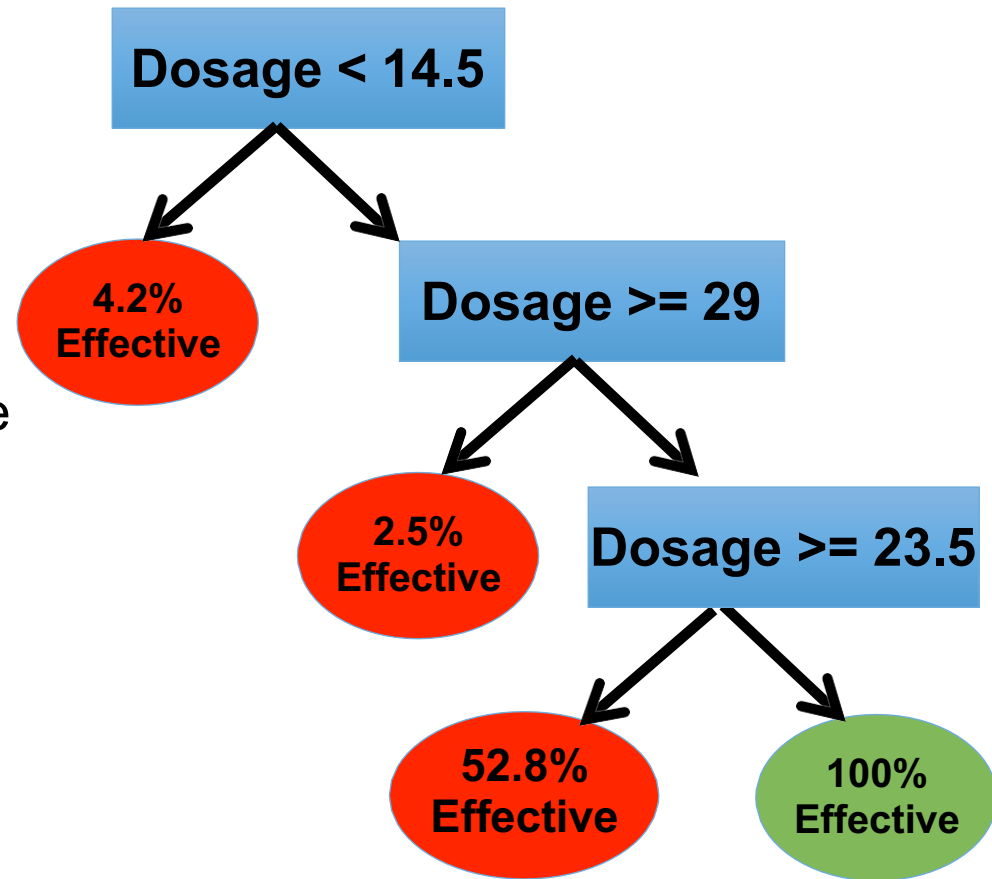 Dosage < 14.5
4.2%
Effective
Dosage >= 29
e
2.5%
Effective
Dosage >= 23.5
52.8%
Effective
100%
Effective